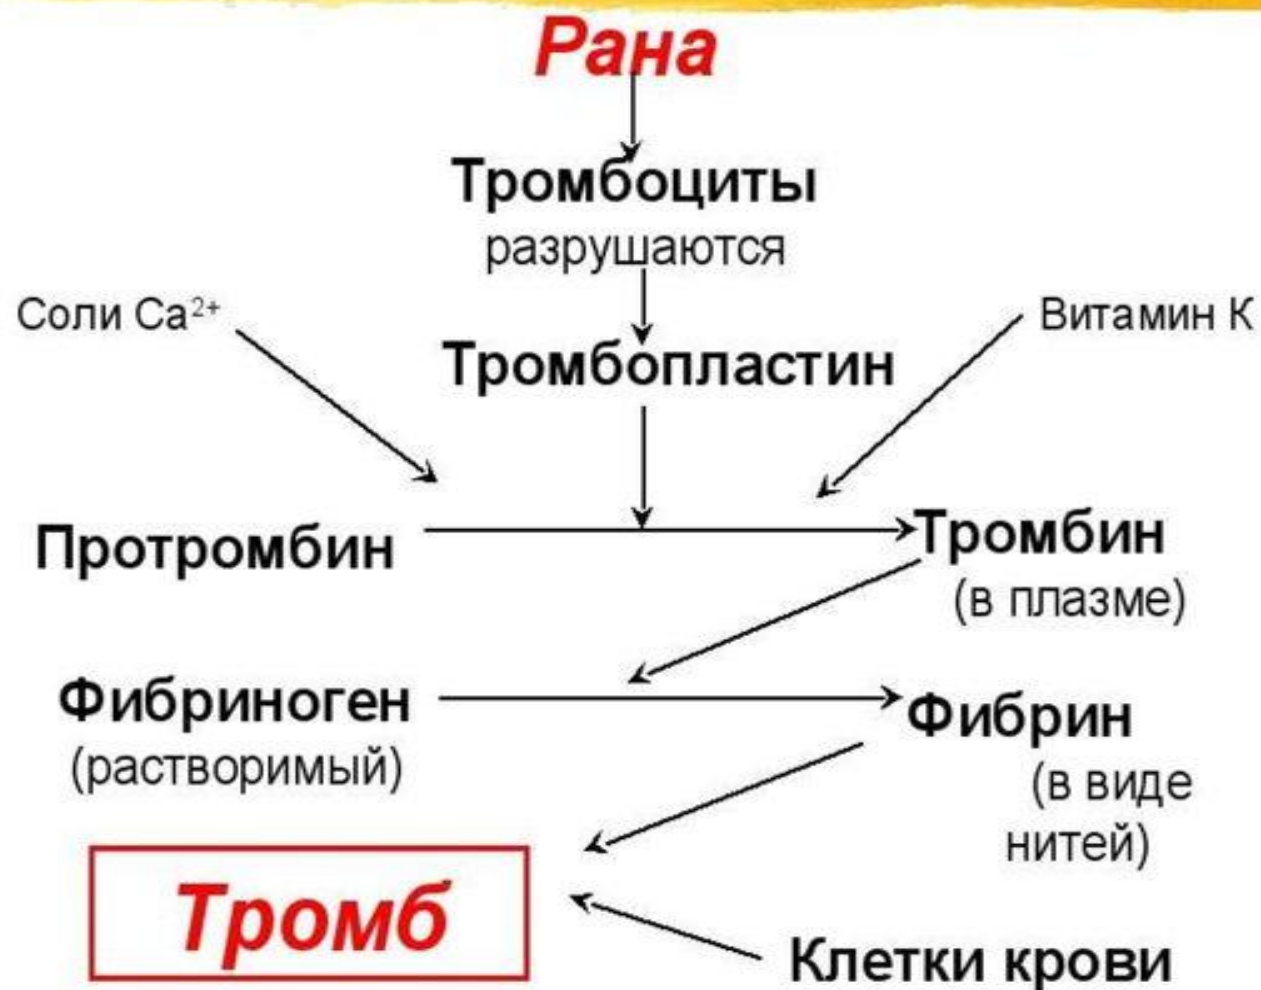 Рана
Тромбоциты
разрушаются
Соли Ca²⁺
Витамин К
Тромбопластин
Протромбин
Тромбин
(в плазме)
Фибриноген
(растворимый)
Фибрин
(в виде
нитей)
Тромб
Клетки крови